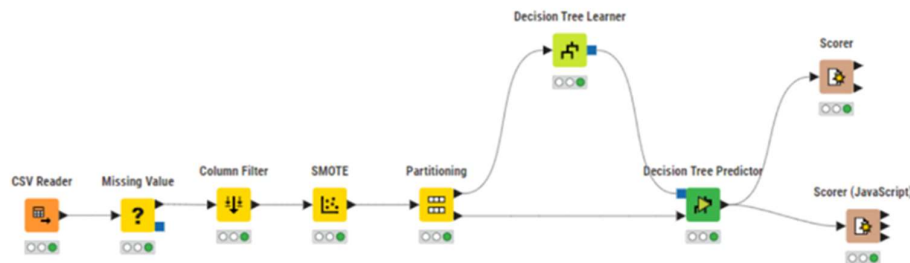 Decision Tree Learner
Scorer
CSV Reader
Missing Value
Column Filter
SMOTE
Partitioning
Decision Tree Predictor
Scorer (JavaScript)
?